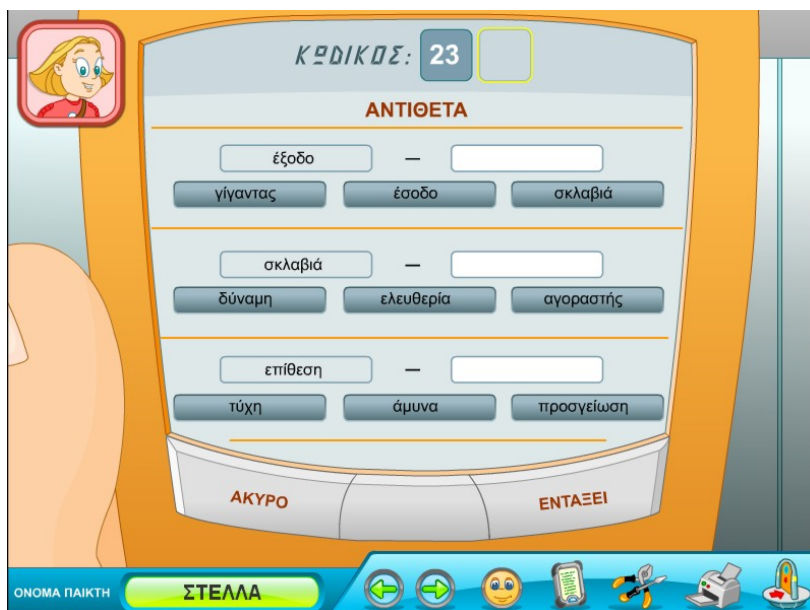 ΚΩΔΙΚΟΣ: 23
ΑΝΤΙΘΕΤΑ
έξοδο –
γίγαντας έσοδο σκλαβιά
σκλαβιά –
δύναμη ελευθερία αγοραστής
επίθεση –
τύχη άμυνα προσγείωση
ΑΚΥΡΟ ΕΝΤΑΞΕΙ
ΟΝΟΜΑ ΠΑΙΚΤΗ ΣΤΕΛΛΑ